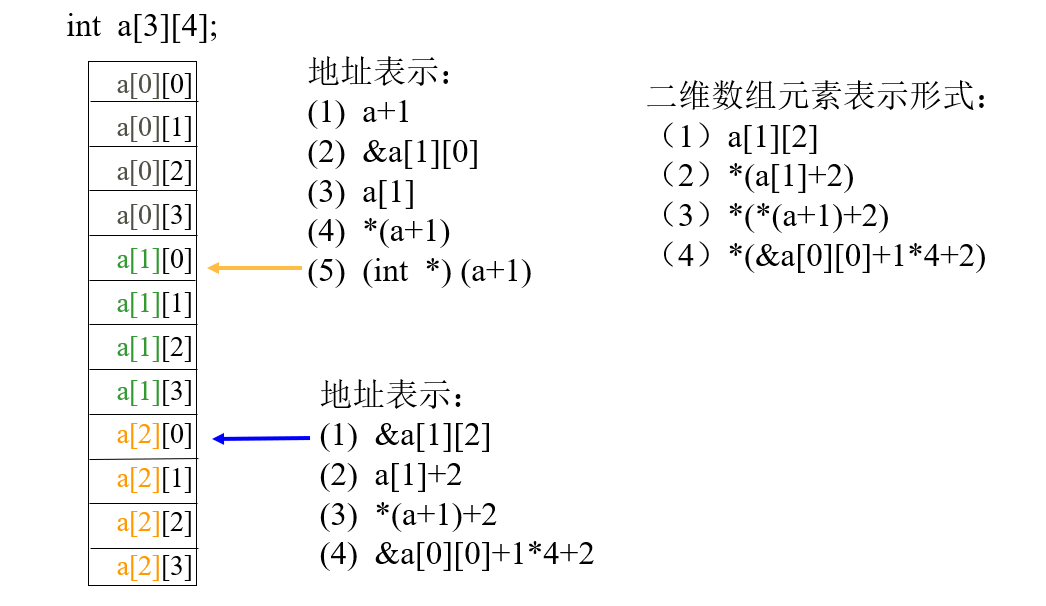 int a[3][4];
a[0][0]
a[0][1]
a[0][2]
a[0][3]
a[1][0]
a[1][1]
a[1][2]
a[1][3]
a[2][0]
a[2][1]
a[2][2]
a[2][3]
地址表示：
(1) a+1
(2) &a[1][0]
(3) a[1]
(4) *(a+1)
(5) (int *) (a+1)
地址表示：
(1) &a[1][2]
(2) a[1]+2
(3) *(a+1)+2
(4) &a[0][0]+1*4+2
二维数组元素表示形式：
（1）a[1][2]
（2）*(a[1]+2)
（3）*(*(a+1)+2)
（4）*(&a[0][0]+1*4+2)